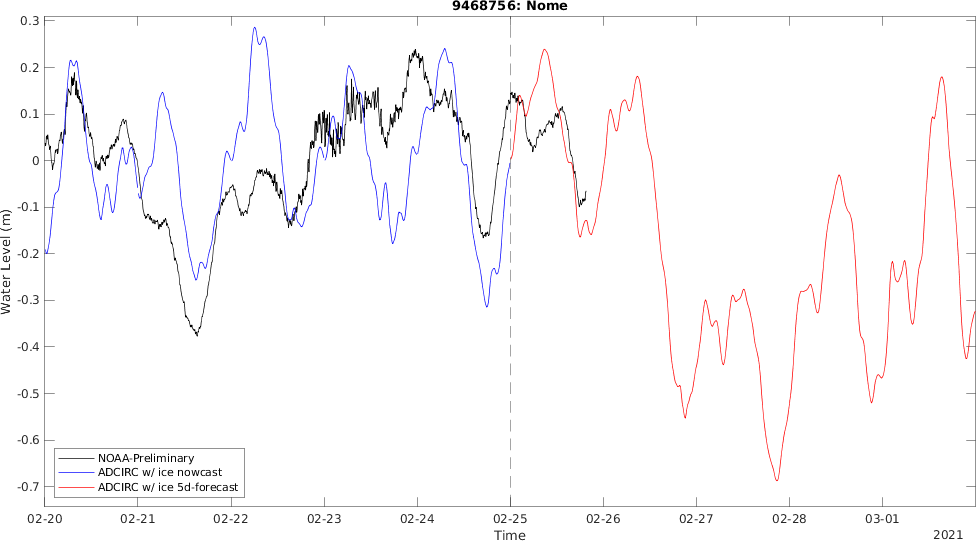 9468756: Nome
0.3
0.2
0.1
0
-0.1
-0.2
-0.3
-0.4
-0.5
-0.6
-0.7
Water Level (m)
NOAA-Preliminary
ADCIRC w/ ice nowcast
ADCIRC w/ ice 5d-forecast
02-20 02-21 02-22 02-23 02-24 02-25 02-26 02-27 02-28 03-01
Time
2021